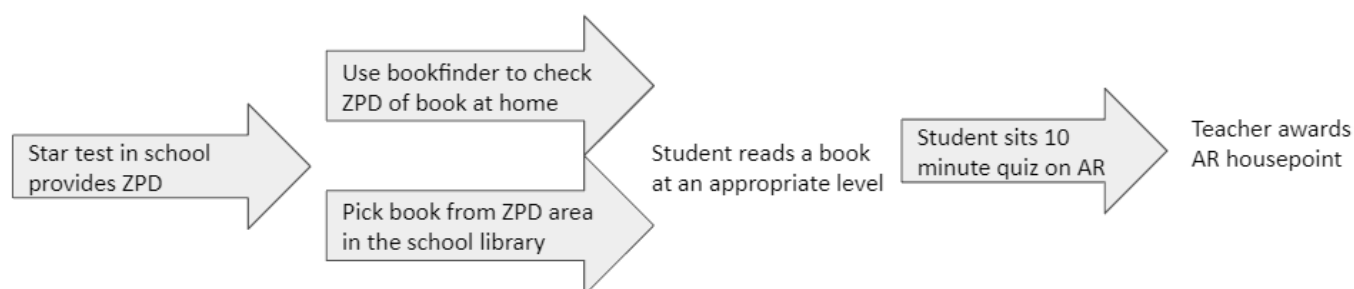 Star test in school
provides ZPD
Use bookfinder to check
ZPD of book at home
Pick book from ZPD area
in the school library
Student reads a book
at an appropriate level
Student sits 10
minute quiz on AR
Teacher awards
AR housepoint